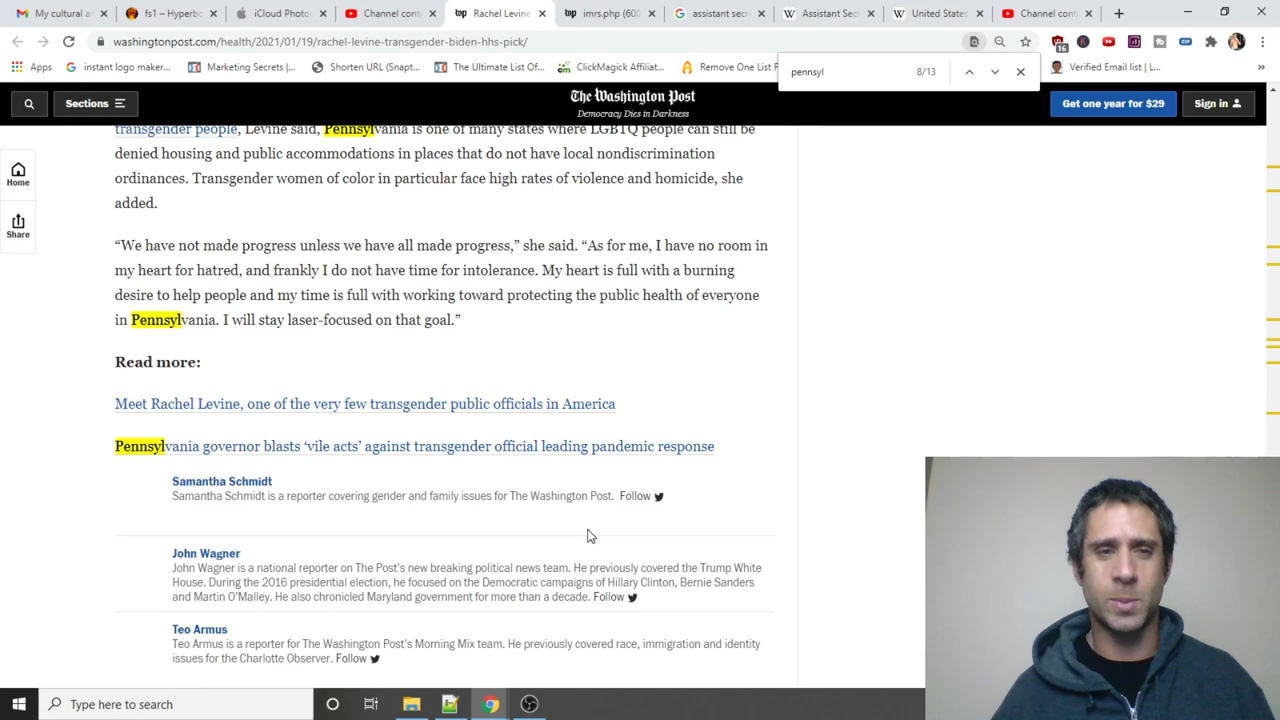 My cultural a
fs1 – Hyperbo
iCloud Photos
Channel cont
Rachel Levine
imrs.php (600
assistant secre
Assistant Sec
United States
Channel cont
washingtonpost.com/health/2021/01/19/rachel-levine-transgender-biden-hhs-pick/
16
Apps
instant logo maker...
Marketing Secrets |...
Shorten URL (Snapt...
The Ultimate List Of...
ClickMagick Affiliat...
Remove One List F
Verified Email list | L...
pennsyl
8/13
Sections
The Washington Post
Democracy Dies in Darkness
Get one year for $29
Sign in
Home
Share
transgender people, Levine said, Pennsylvania is one of many states where LGBTQ people can still be
denied housing and public accommodations in places that do not have local nondiscrimination
ordinances. Transgender women of color in particular face high rates of violence and homicide, she
added.
“We have not made progress unless we have all made progress,” she said. “As for me, I have no room in
my heart for hatred, and frankly I do not have time for intolerance. My heart is full with a burning
desire to help people and my time is full with working toward protecting the public health of everyone
in Pennsylvania. I will stay laser-focused on that goal.”
Read more:
Meet Rachel Levine, one of the very few transgender public officials in America
Pennsylvania governor blasts ‘vile acts’ against transgender official leading pandemic response
Samantha Schmidt
Samantha Schmidt is a reporter covering gender and family issues for The Washington Post. Follow
John Wagner
John Wagner is a national reporter on The Post's new breaking political news team. He previously covered the Trump White
House. During the 2016 presidential election, he focused on the Democratic campaigns of Hillary Clinton, Bernie Sanders
and Martin O'Malley. He also chronicled Maryland government for more than a decade. Follow
Teo Armus
Teo Armus is a reporter for The Washington Post's Morning Mix team. He previously covered race, immigration and identity
issues for the Charlotte Observer. Follow
Type here to search